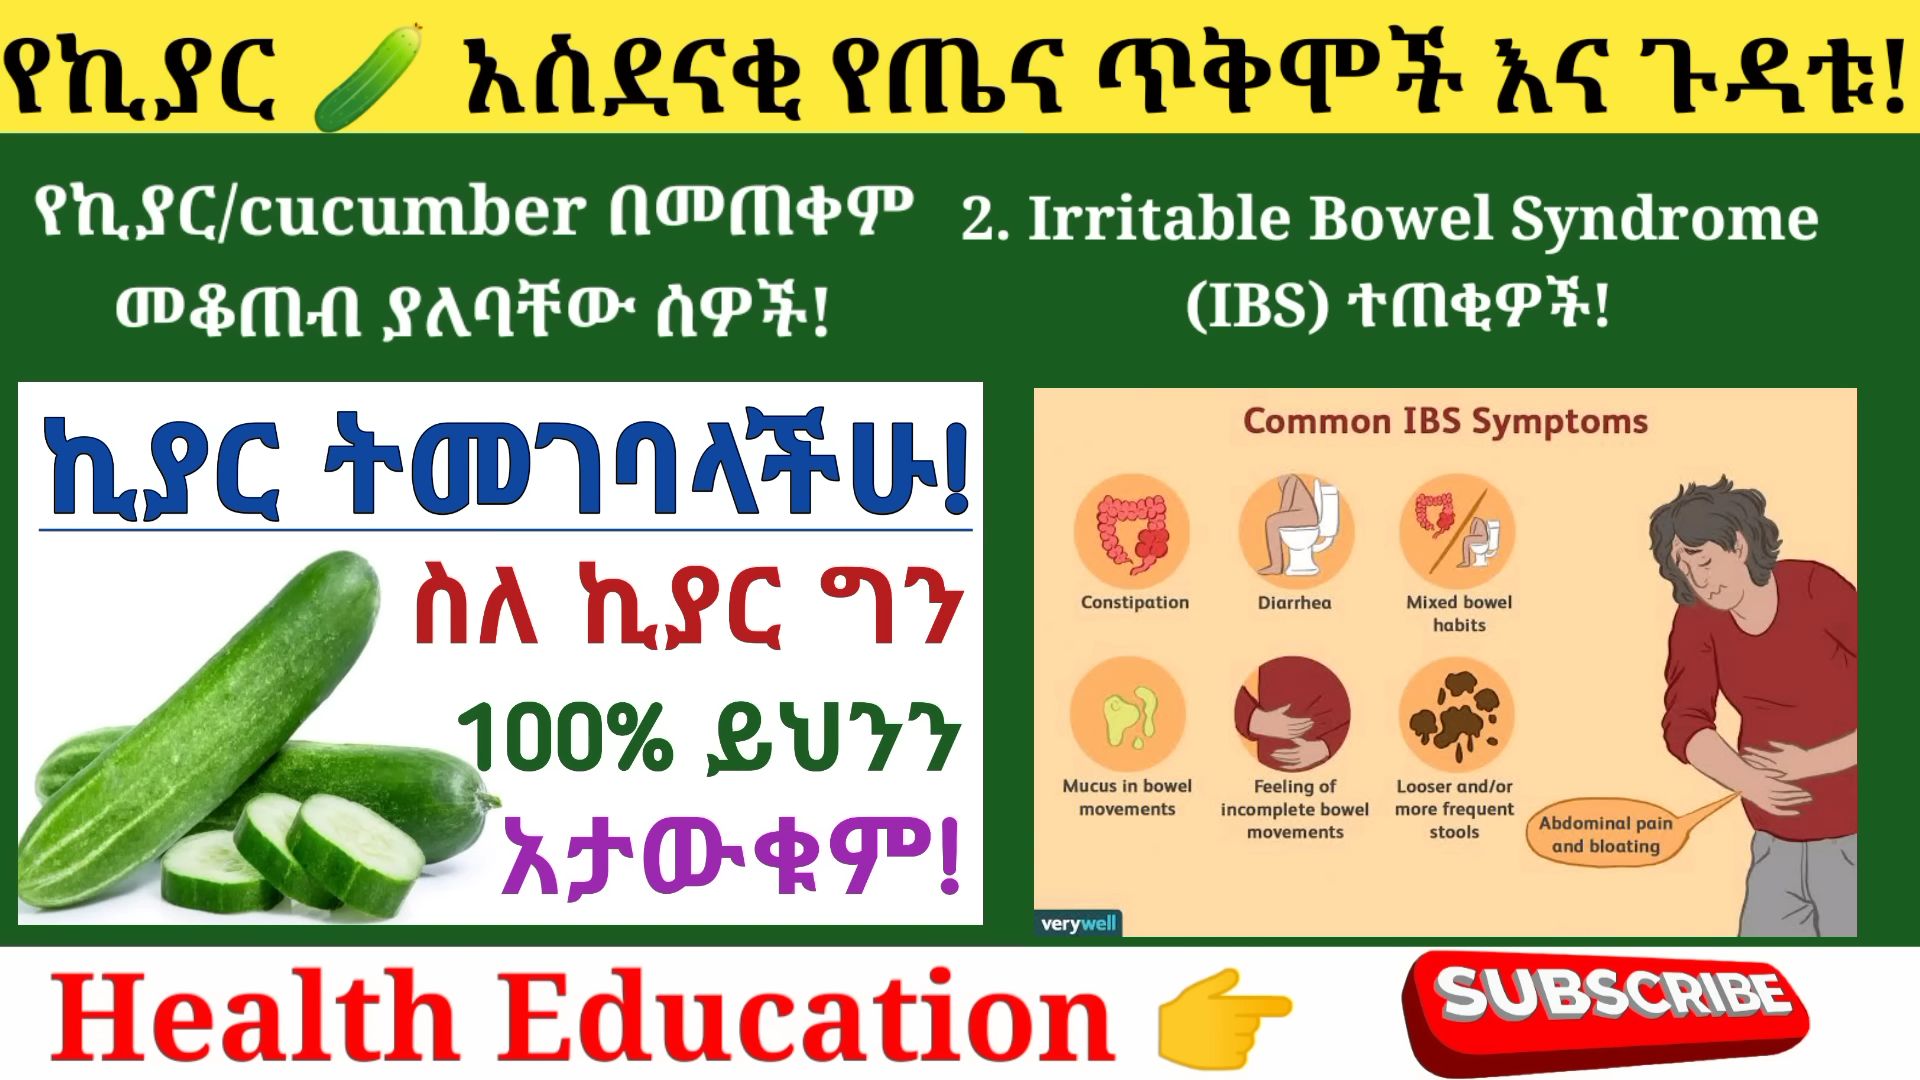 የኪያር 🥒 አስደናቂ የጤና ጥቅሞች እና ጉዳቱ!
የኪያር/cucumber በመጠቀም
መቆጠብ ያለባቸው ሰዎች!
2. Irritable Bowel Syndrome
(IBS) ተጠቂዎች!
ኪያር ትመገባላችሁ!
ስለ ኪያር ግን
100% ይህንን
አታውቁም!
Common IBS Symptoms
Constipation
Diarrhea
Mixed bowel
habits
Mucus in bowel
movements
Feeling of
incomplete bowel
movements
Looser and/or
more frequent
stools
Abdominal pain
and bloating
verywell
Health Education 👉
SUBSCRIBE